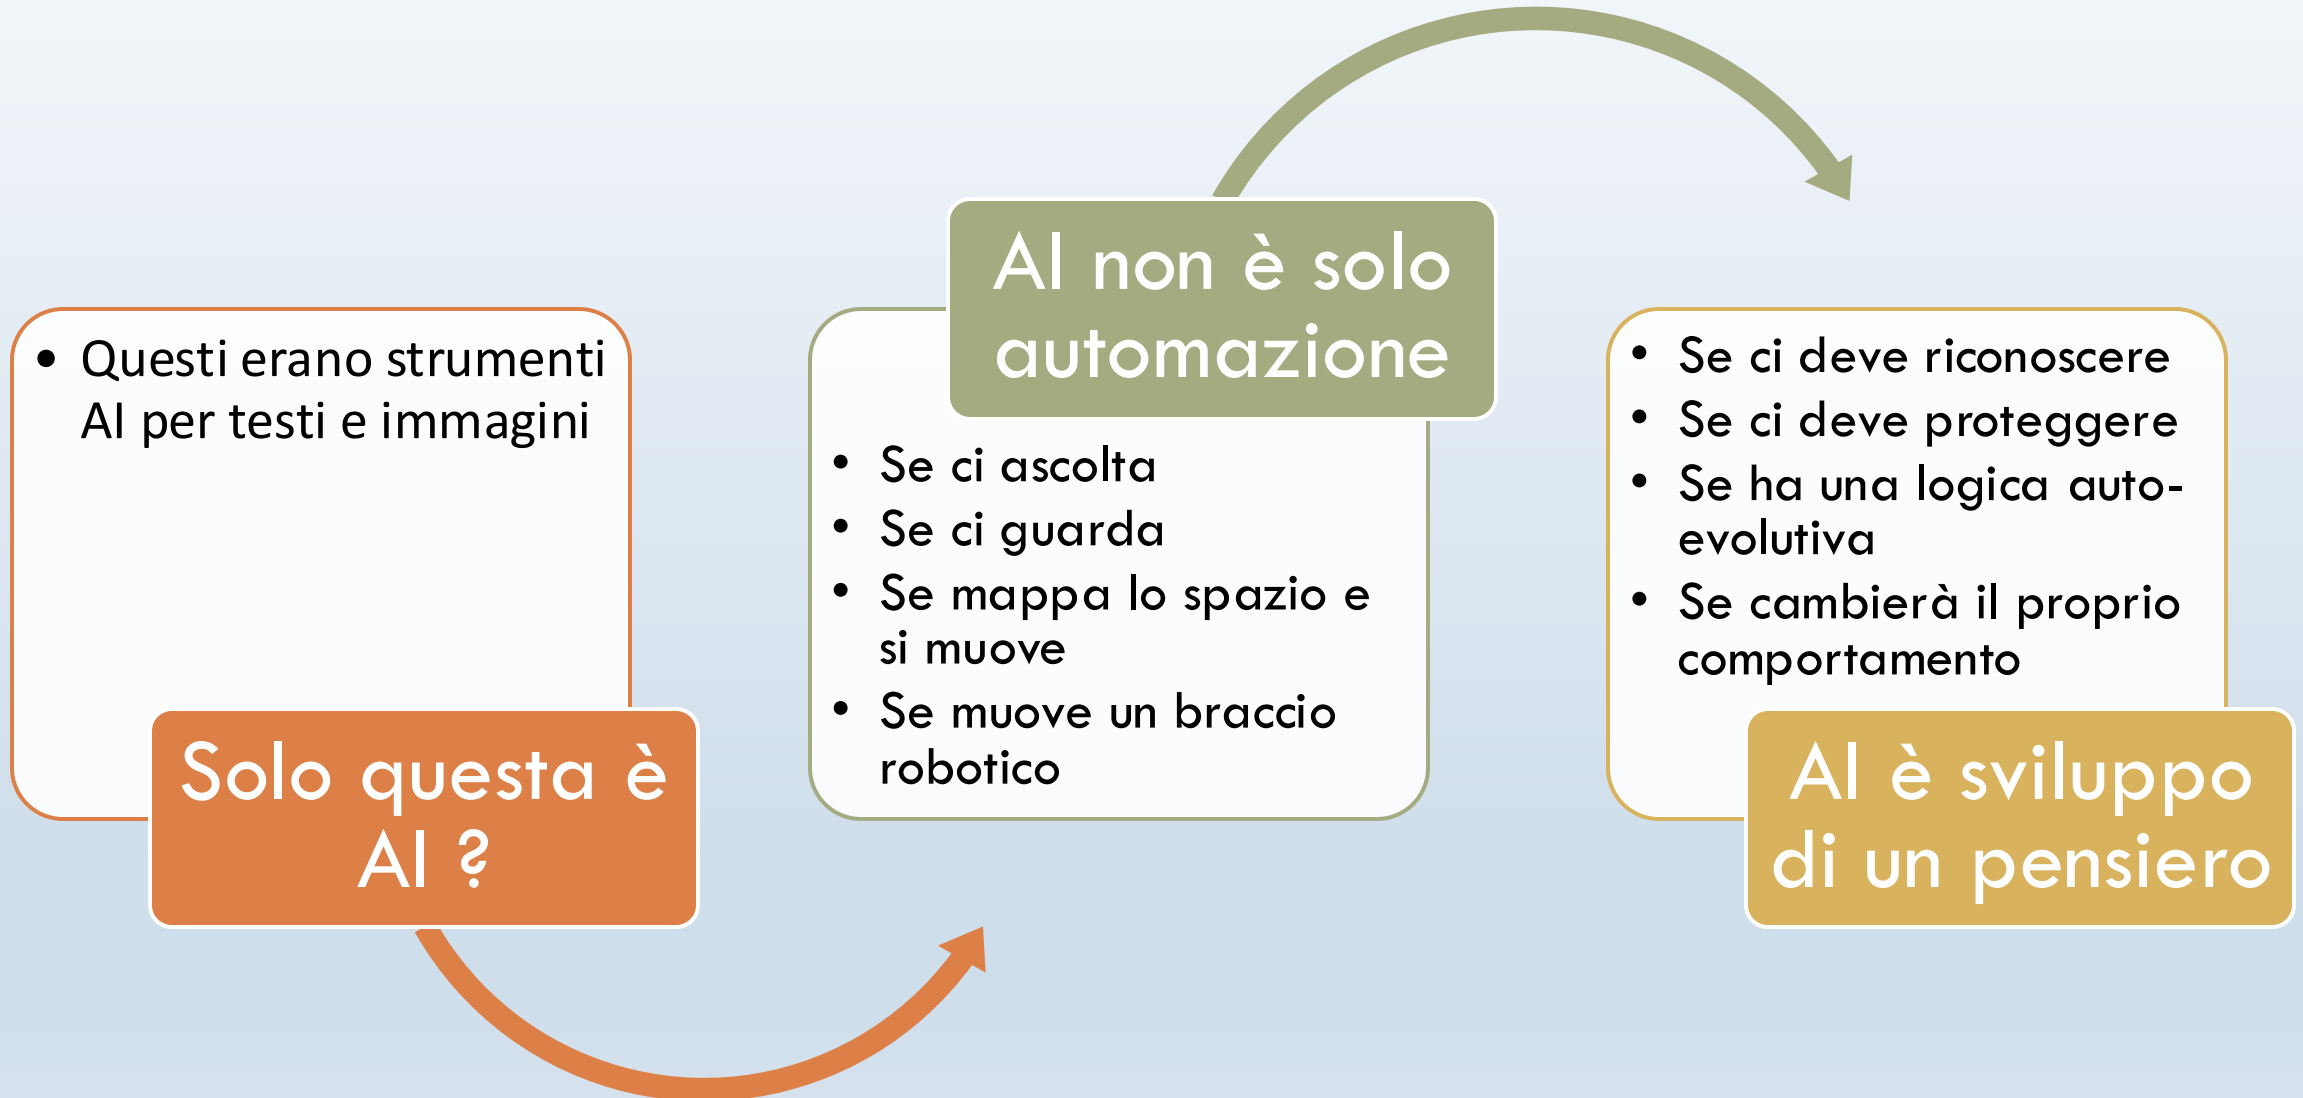 • Questi erano strumenti
AI per testi e immagini
Solo questa è
AI ?
AI non è solo
automazione
• Se ci ascolta
• Se ci guarda
• Se mappa lo spazio e
si muove
• Se muove un braccio
robotico
• Se ci deve riconoscere
• Se ci deve proteggere
• Se ha una logica auto-
evolutiva
• Se cambierà il proprio
comportamento
AI è sviluppo
di un pensiero